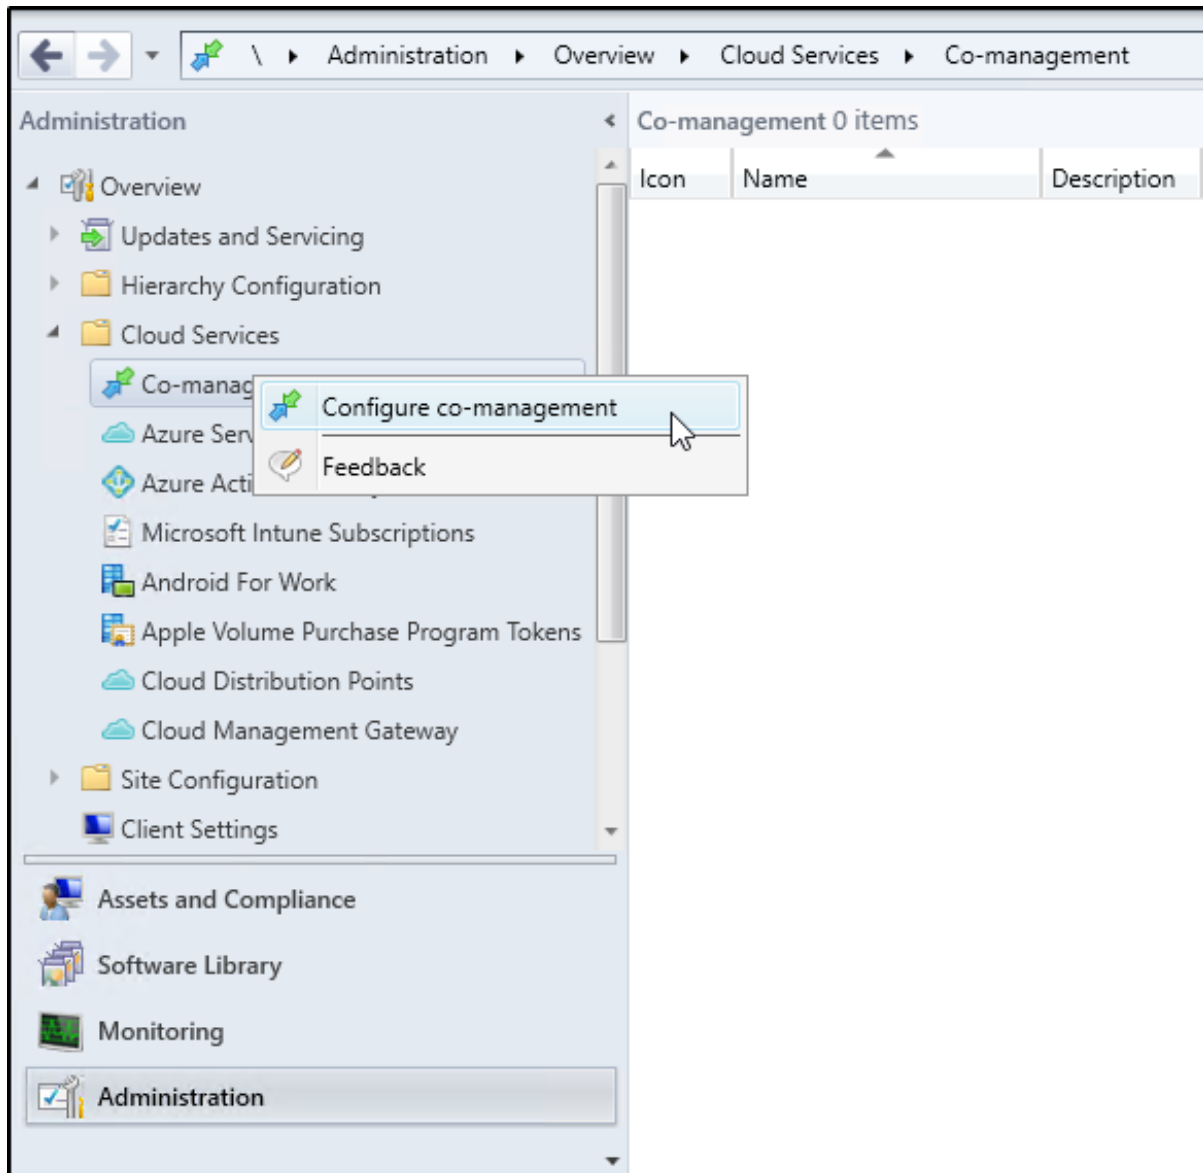 \ Administration Overview Cloud Services Co-management
Administration
Co-management 0 items
Icon Name Description
Overview
Updates and Servicing
Hierarchy Configuration
Cloud Services
Co-manag
Configure co-management
Azure Serv
Feedback
Azure Acti
Microsoft Intune Subscriptions
Android For Work
Apple Volume Purchase Program Tokens
Cloud Distribution Points
Cloud Management Gateway
Site Configuration
Client Settings
Assets and Compliance
Software Library
Monitoring
Administration